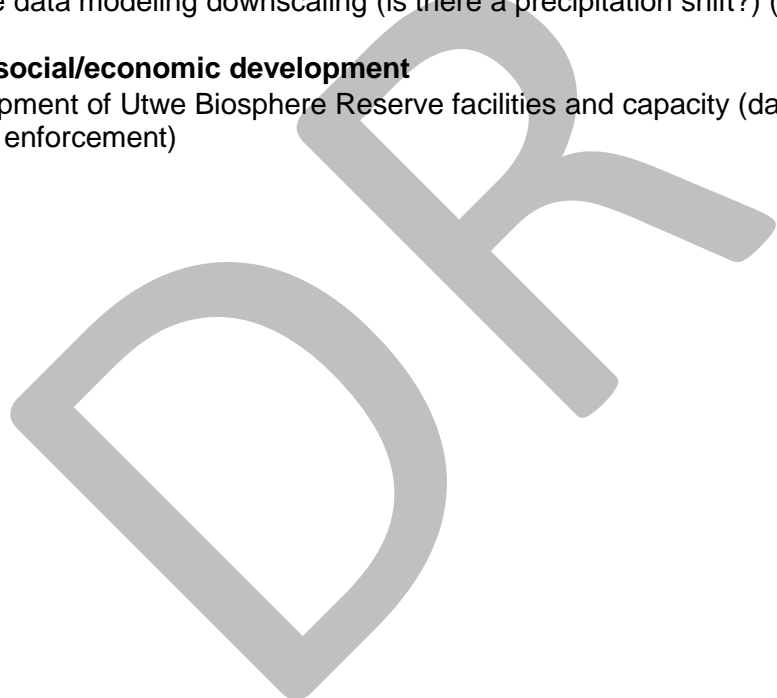 e data modeling downscaling (is there a precipitation shift?) (
social/economic development
pment of Utwe Biosphere Reserve facilities and capacity (da
enforcement)
DR